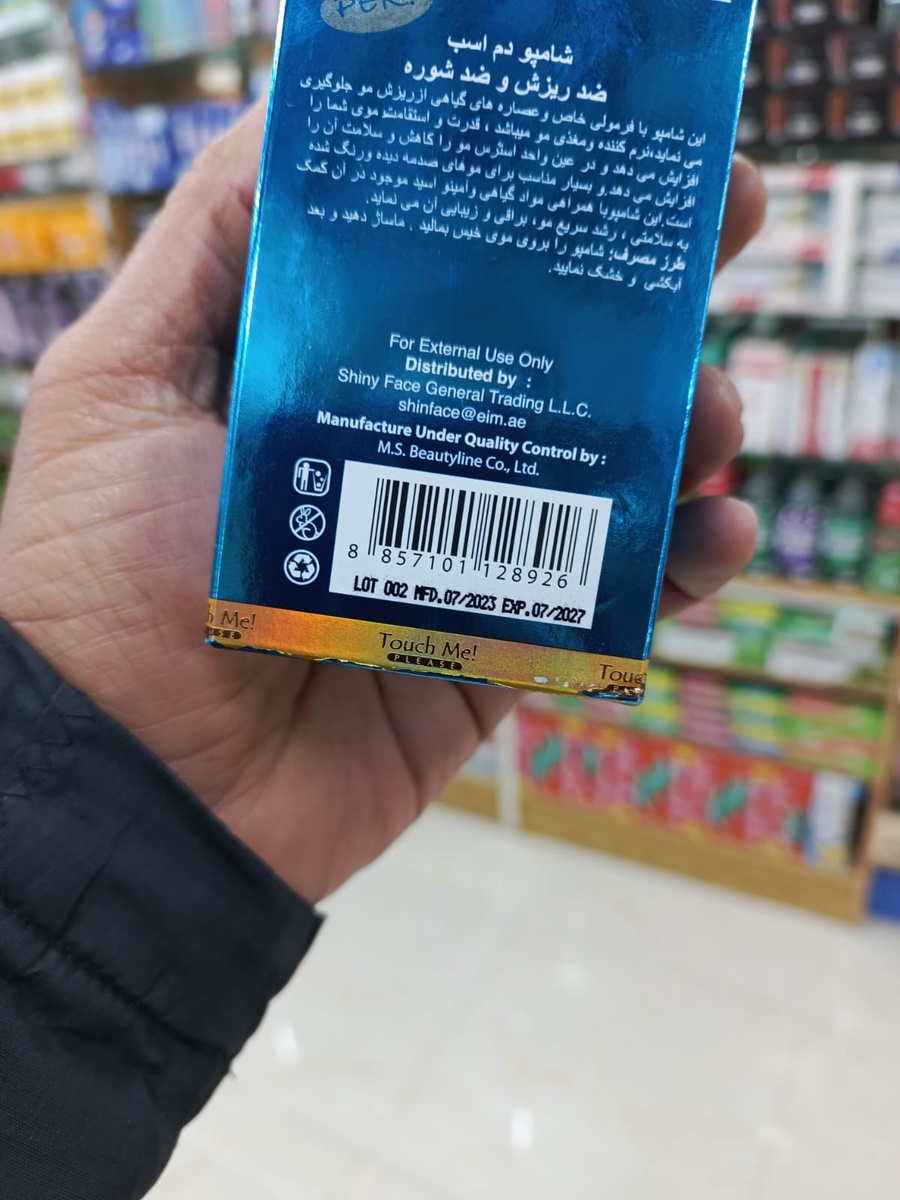 PER
شامپو دم اسب
ضد ریزش و ضد شوره
این شامپو با فرمولی خاص وعصاره های گیاهی ازریزش مو جلوگیری
می نماید،نرم کننده ومغذی مو میباشد ، قدرت و استقامت موی شما را
افزایش می دهد و در عین واحد استرس مو را کاهش و سلامت آن را
افزایش می دهد.و بسیار مناسب برای موهای صدمه دیده ورنگ شده
است.این شامپوبا همراهی مواد گیاهی وامینو اسید موجود در آن کمک
به سلامتی ، رشد سریع مو، براقی و زیبایی آن می نماید.
طرز مصرف: شامپو را بروی موی خیس بمالید . ماساژ دهید و بعد
ابکشی و خشک نمایید.
For External Use Only
Distributed by :
Shiny Face General Trading L.L.C.
shinface@eim.ae
Manufacture Under Quality Control by :
M.S. Beautyline Co., Ltd.
8 857101 128926
LOT 002 MFD.07/2023 EXP.07/2027
Me! Touch Me! Touc
PLEASE